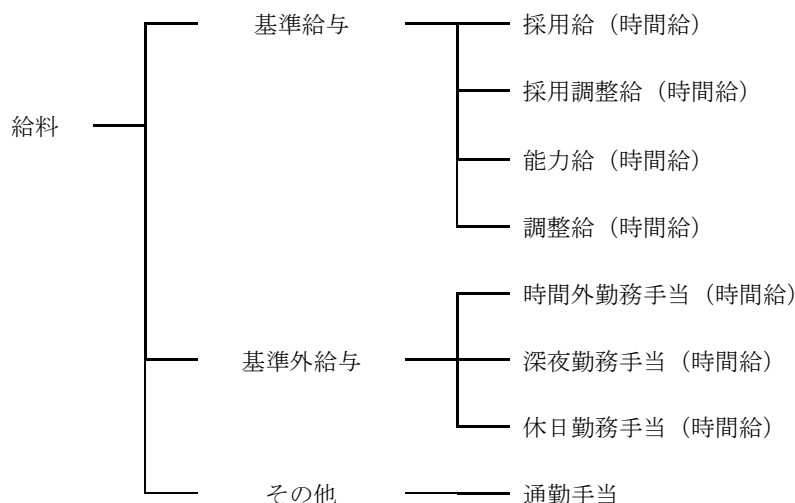 基準給与
採用給（時間給）
採用調整給（時間給）
給料
能力給（時間給）
調整給（時間給）
時間外勤務手当（時間給）
基準外給与
深夜勤務手当（時間給）
休日勤務手当（時間給）
その他
通勤手当